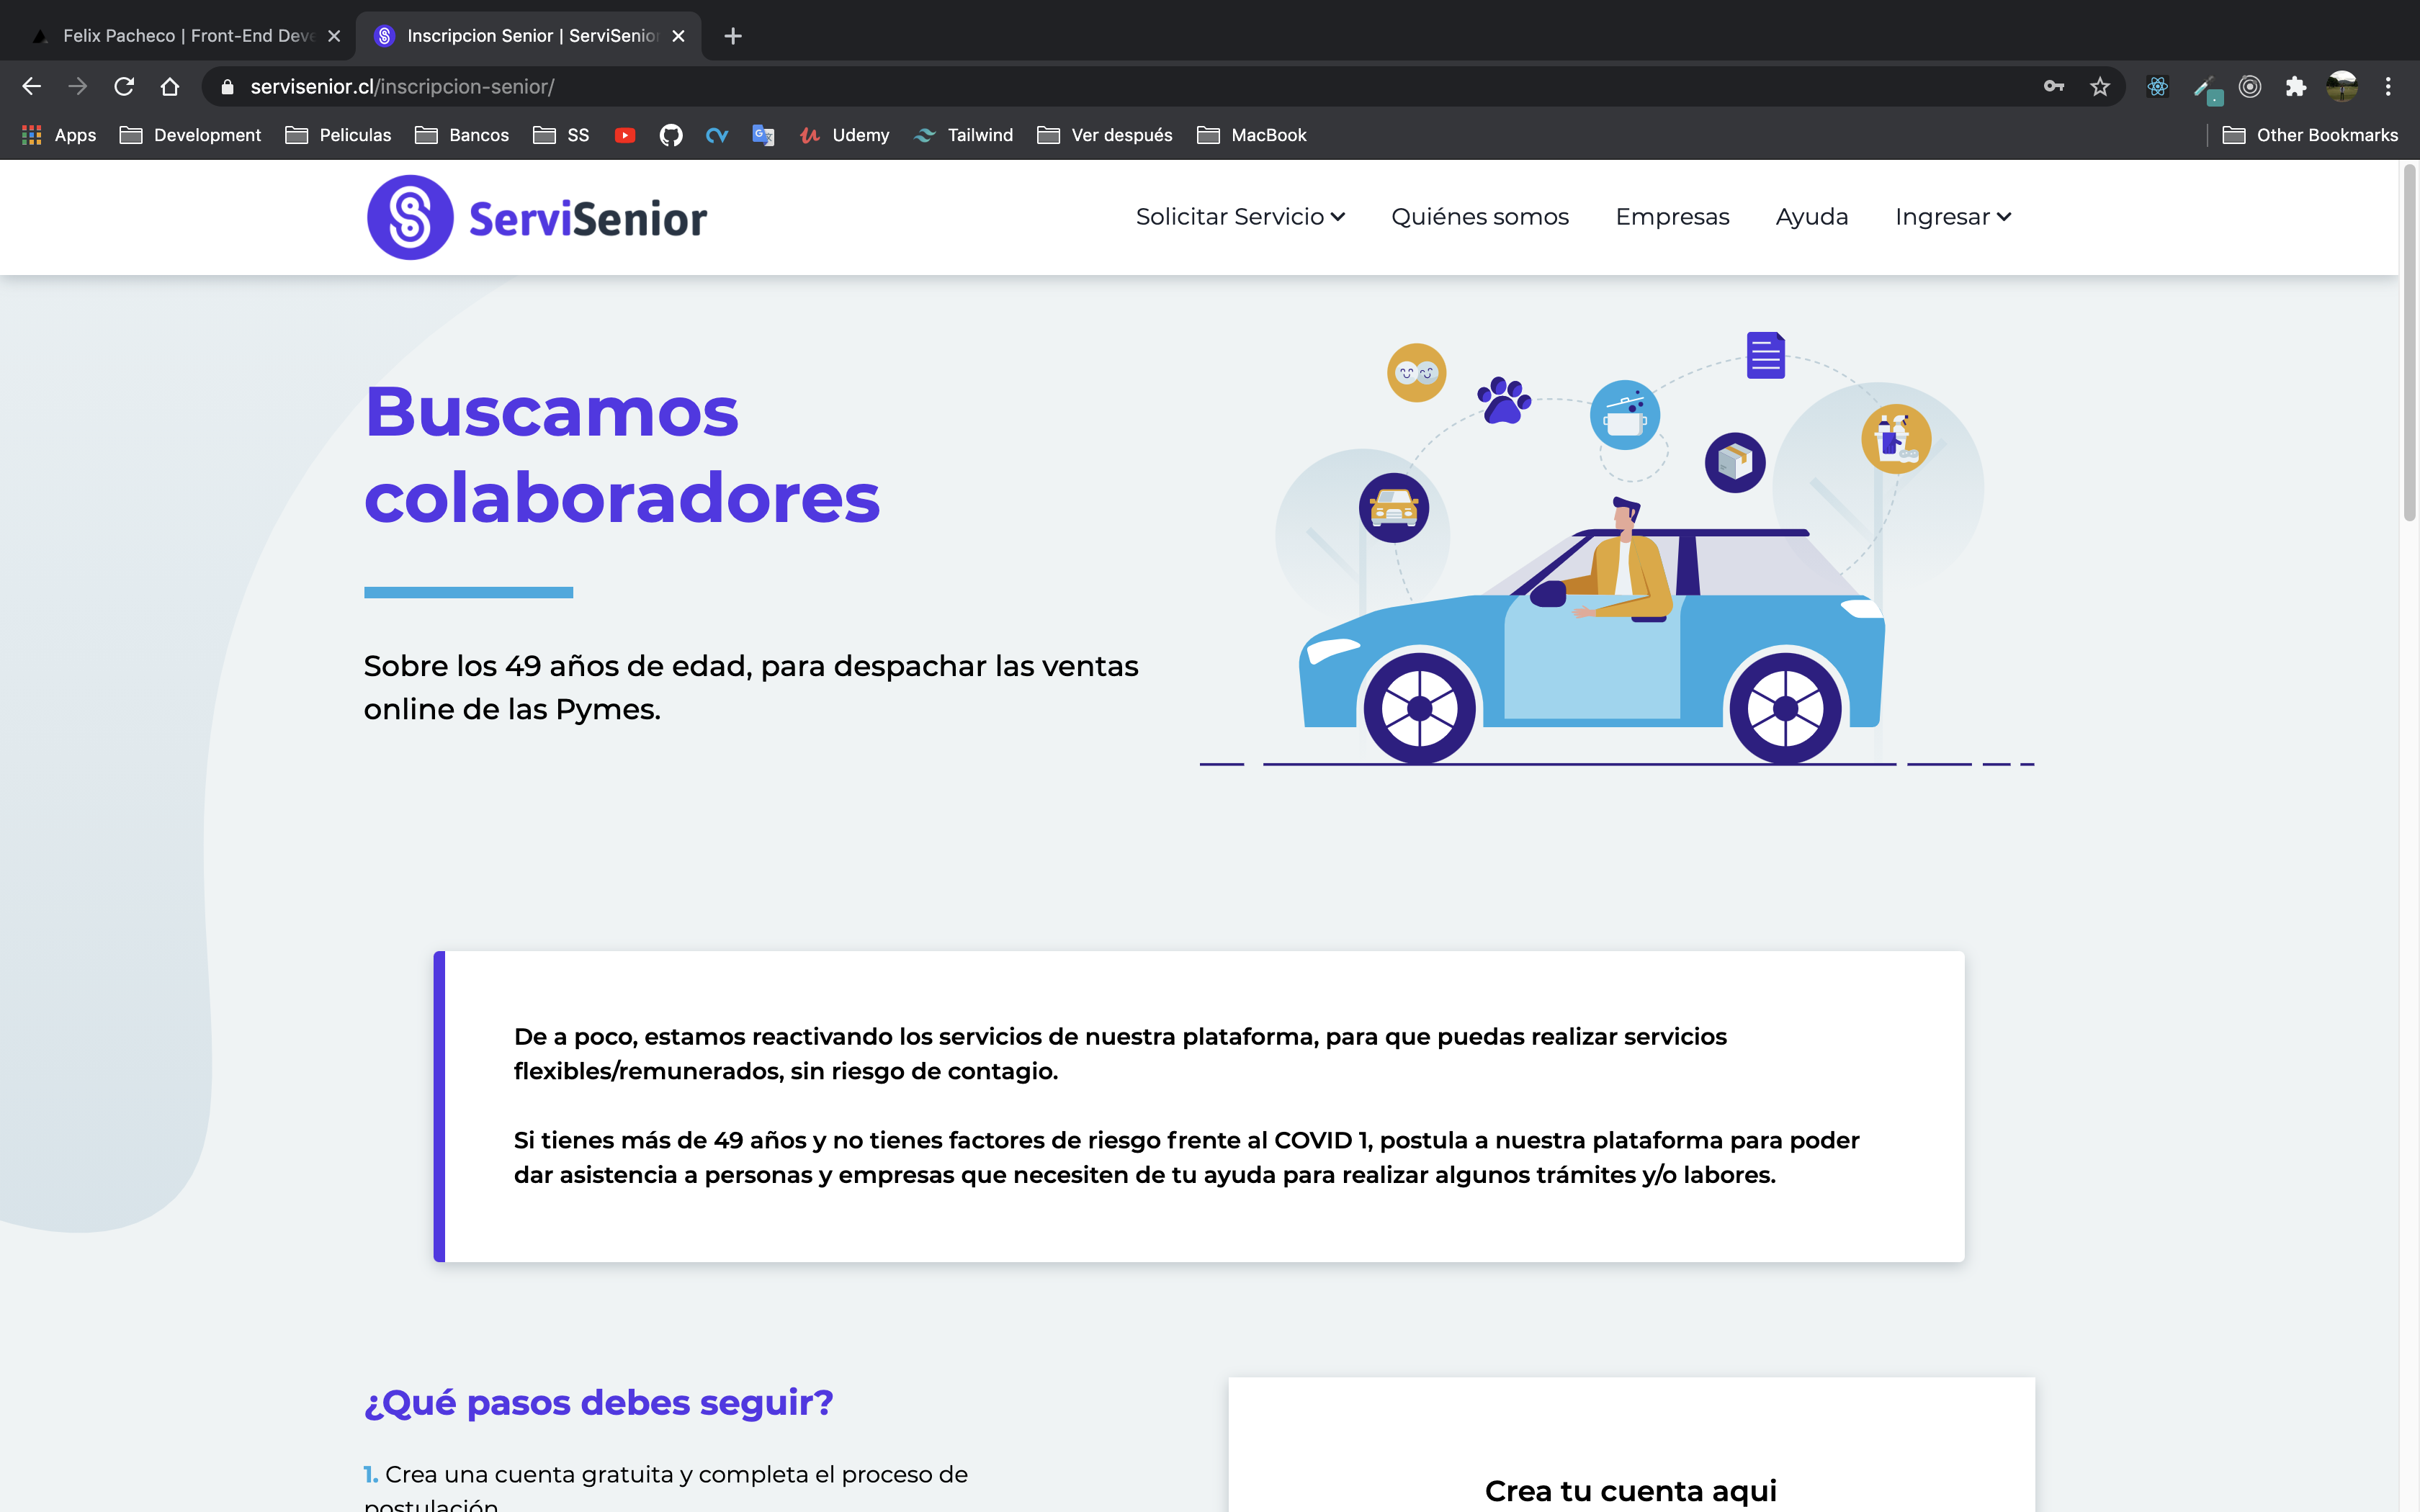 Felix Pacheco | Front-End Deve
Inscripcion Senior | ServiSenior
servisenior.cl/inscripcion-senior/
Apps
Development
Peliculas
Bancos
SS
Udemy
Tailwind
Ver después
MacBook
Other Bookmarks
ServiSenior
Solicitar Servicio
Quiénes somos
Empresas
Ayuda
Ingresar
Buscamos
colaboradores
Sobre los 49 años de edad, para despachar las ventas
online de las Pymes.
De a poco, estamos reactivando los servicios de nuestra plataforma, para que puedas realizar servicios
flexibles/remunerados, sin riesgo de contagio.
Si tienes más de 49 años y no tienes factores de riesgo frente al COVID 1, postula a nuestra plataforma para poder
dar asistencia a personas y empresas que necesiten de tu ayuda para realizar algunos trámites y/o labores.
¿Qué pasos debes seguir?
1. Crea una cuenta gratuita y completa el proceso de
postulación
Crea tu cuenta aqui